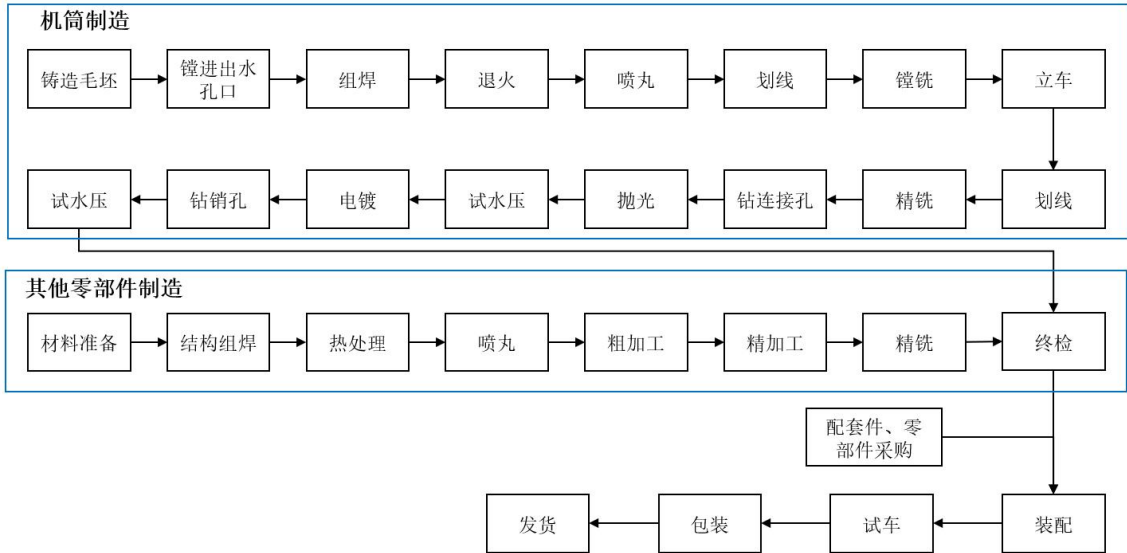 机筒制造
铸造毛坯
镗进出水
孔口
组焊
退火
喷丸
划线
镗铣
立车
试水压
钻销孔
电镀
试水压
抛光
钻连接孔
精铣
划线
其他零部件制造
材料准备
结构组焊
热处理
喷丸
粗加工
精加工
精铣
终检
配套件、零
部件采购
发货
包装
试车
装配